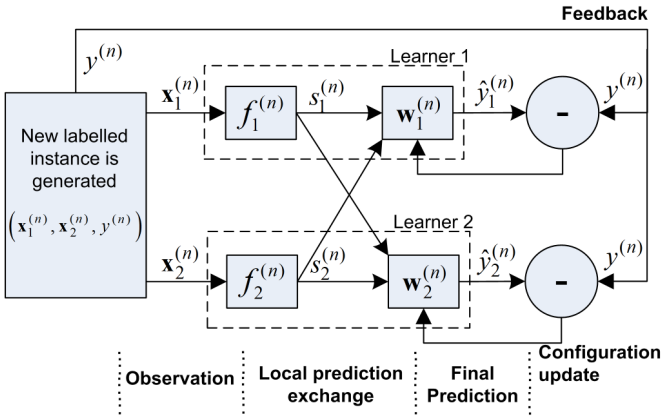 Feedback
y^(n)
Learner 1
x_1^(n)
f_1^(n)
s_1^(n)
w_1^(n)
ŷ_1^(n)
-
y^(n)
New labelled
instance is
generated
(x_1^(n), x_2^(n), y^(n))
Learner 2
x_2^(n)
f_2^(n)
s_2^(n)
w_2^(n)
ŷ_2^(n)
-
y^(n)
Observation
Local prediction
exchange
Final
Prediction
Configuration
update